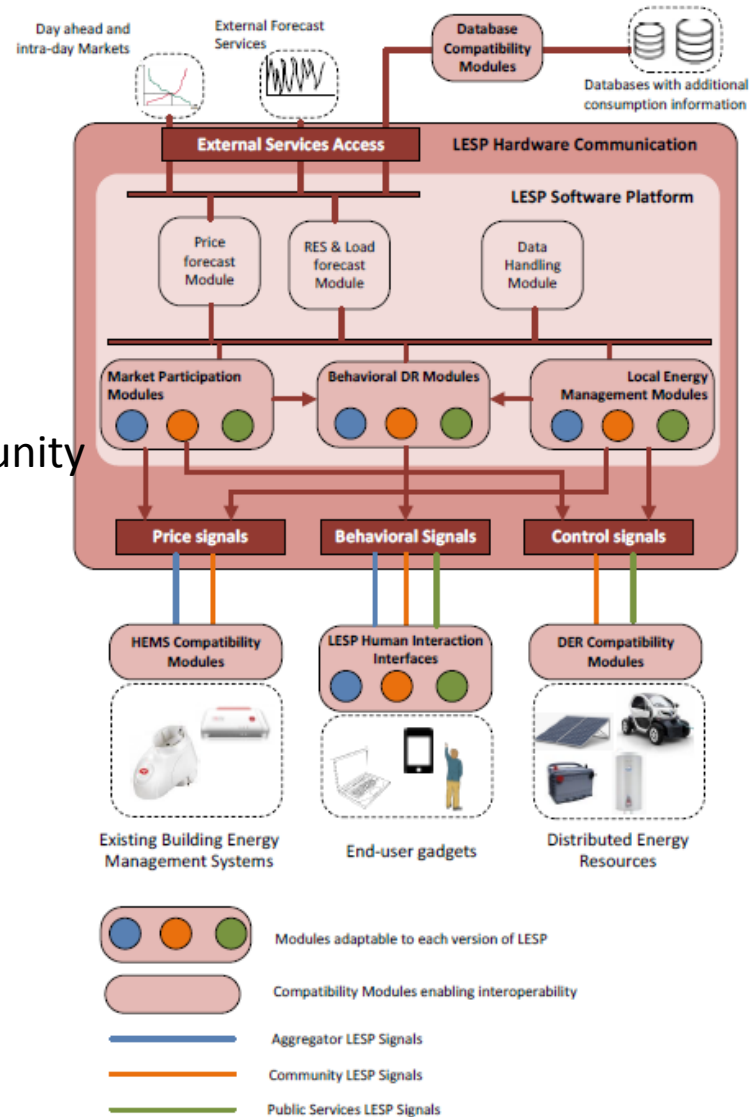 Day ahead and
intra-day Markets
External Forecast
Services
Database
Compatibility
Modules
Databases with additional
consumption information
External Services Access
LESP Hardware Communication
LESP Software Platform
Price
forecast
Module
RES & Load
forecast
Module
Data
Handling
Module
Market Participation
Modules
Behavioral DR Modules
Local Energy
Management Modules
unity
Price signals
Behavioral Signals
Control signals
HEMS Compatibility
Modules
LESP Human Interaction
Interfaces
DER Compatibility
Modules
Existing Building Energy
Management Systems
End-user gadgets
Distributed Energy
Resources
Modules adaptable to each version of LESP
Compatibility Modules enabling interoperability
Aggregator LESP Signals
Community LESP Signals
Public Services LESP Signals